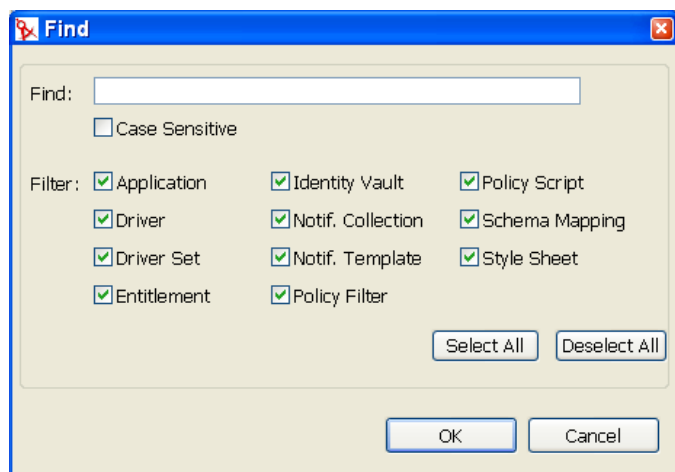 Find
Find:
Case Sensitive
Filter: Application Identity Vault Policy Script
Driver Notif. Collection Schema Mapping
Driver Set Notif. Template Style Sheet
Entitlement Policy Filter
Select All Deselect All
OK Cancel